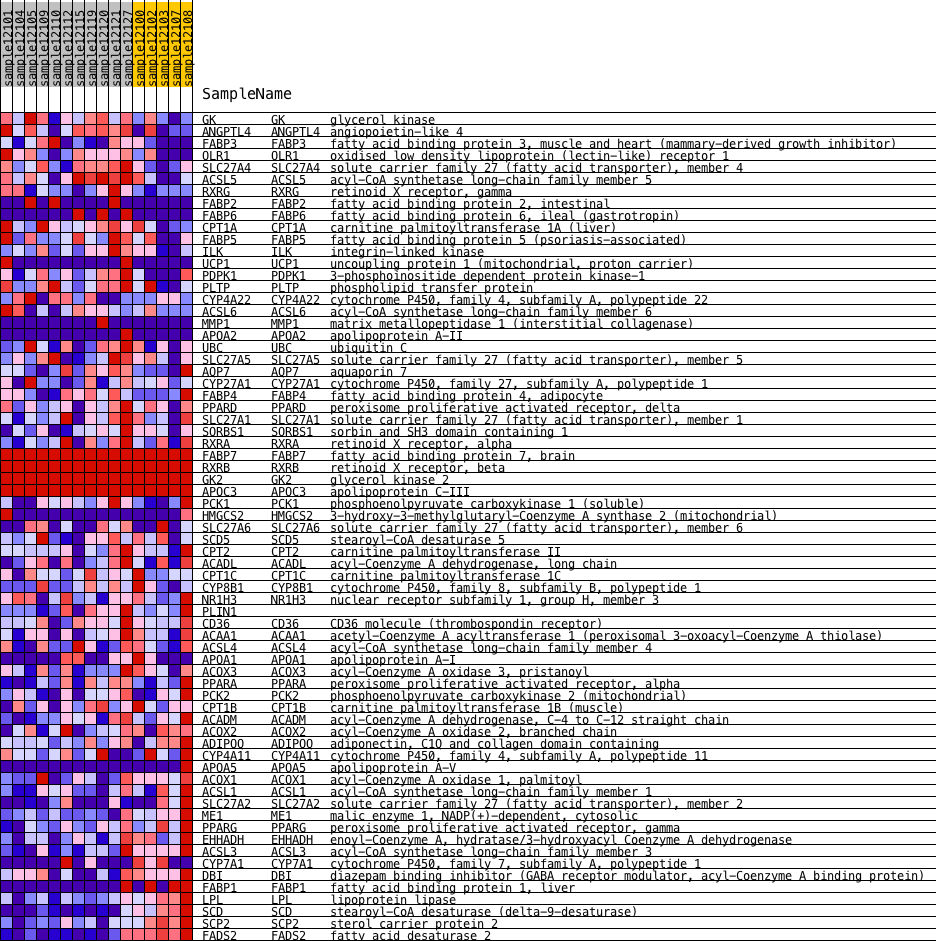 sample12101
sample12104
sample12105
sample12109
sample12110
sample12112
sample12115
sample12119
sample12120
sample12121
sample12127
sample12100
sample12102
sample12103
sample12107
sample12108
SampleName
GK GK glycerol kinase
ANGPTL4 ANGPTL4 angiopoietin-like 4
FABP3 FABP3 fatty acid binding protein 3, muscle and heart (mammary-derived growth inhibitor)
OLR1 OLR1 oxidised low density lipoprotein (lectin-like) receptor 1
SLC27A4 SLC27A4 solute carrier family 27 (fatty acid transporter), member 4
ACSL5 ACSL5 acyl-CoA synthetase long-chain family member 5
RXRG RXRG retinoid X receptor, gamma
FABP2 FABP2 fatty acid binding protein 2, intestinal
FABP6 FABP6 fatty acid binding protein 6, ileal (gastrotropin)
CPT1A CPT1A carnitine palmitoyltransferase 1A (liver)
FABP5 FABP5 fatty acid binding protein 5 (psoriasis-associated)
ILK ILK integrin-linked kinase
UCP1 UCP1 uncoupling protein 1 (mitochondrial, proton carrier)
PDPK1 PDPK1 3-phosphoinositide dependent protein kinase-1
PLTP PLTP phospholipid transfer protein
CYP4A22 CYP4A22 cytochrome P450, family 4, subfamily A, polypeptide 22
ACSL6 ACSL6 acyl-CoA synthetase long-chain family member 6
MMP1 MMP1 matrix metallopeptidase 1 (interstitial collagenase)
APOA2 APOA2 apolipoprotein A-II
UBC UBC ubiquitin C
SLC27A5 SLC27A5 solute carrier family 27 (fatty acid transporter), member 5
AQP7 AQP7 aquaporin 7
CYP27A1 CYP27A1 cytochrome P450, family 27, subfamily A, polypeptide 1
FABP4 FABP4 fatty acid binding protein 4, adipocyte
PPARD PPARD peroxisome proliferative activated receptor, delta
SLC27A1 SLC27A1 solute carrier family 27 (fatty acid transporter), member 1
SORBS1 SORBS1 sorbin and SH3 domain containing 1
RXRA RXRA retinoid X receptor, alpha
FABP7 FABP7 fatty acid binding protein 7, brain
RXRB RXRB retinoid X receptor, beta
GK2 GK2 glycerol kinase 2
APOC3 APOC3 apolipoprotein C-III
PCK1 PCK1 phosphoenolpyruvate carboxykinase 1 (soluble)
HMGCS2 HMGCS2 3-hydroxy-3-methylglutaryl-Coenzyme A synthase 2 (mitochondrial)
SLC27A6 SLC27A6 solute carrier family 27 (fatty acid transporter), member 6
SCD5 SCD5 stearoyl-CoA desaturase 5
CPT2 CPT2 carnitine palmitoyltransferase II
ACADL ACADL acyl-Coenzyme A dehydrogenase, long chain
CPT1C CPT1C carnitine palmitoyltransferase 1C
CYP8B1 CYP8B1 cytochrome P450, family 8, subfamily B, polypeptide 1
NR1H3 NR1H3 nuclear receptor subfamily 1, group H, member 3
PLIN1
CD36 CD36 CD36 molecule (thrombospondin receptor)
ACAA1 ACAA1 acetyl-Coenzyme A acyltransferase 1 (peroxisomal 3-oxoacyl-Coenzyme A thiolase)
ACSL4 ACSL4 acyl-CoA synthetase long-chain family member 4
APOA1 APOA1 apolipoprotein A-I
ACOX3 ACOX3 acyl-Coenzyme A oxidase 3, pristanoyl
PPARA PPARA peroxisome proliferative activated receptor, alpha
PCK2 PCK2 phosphoenolpyruvate carboxykinase 2 (mitochondrial)
CPT1B CPT1B carnitine palmitoyltransferase 1B (muscle)
ACADM ACADM acyl-Coenzyme A dehydrogenase, C-4 to C-12 straight chain
ACOX2 ACOX2 acyl-Coenzyme A oxidase 2, branched chain
ADIPOQ ADIPOQ adiponectin, C1Q and collagen domain containing
CYP4A11 CYP4A11 cytochrome P450, family 4, subfamily A, polypeptide 11
APOA5 APOA5 apolipoprotein A-V
ACOX1 ACOX1 acyl-Coenzyme A oxidase 1, palmitoyl
ACSL1 ACSL1 acyl-CoA synthetase long-chain family member 1
SLC27A2 SLC27A2 solute carrier family 27 (fatty acid transporter), member 2
ME1 ME1 malic enzyme 1, NADP(+)-dependent, cytosolic
PPARG PPARG peroxisome proliferative activated receptor, gamma
EHHADH EHHADH enoyl-Coenzyme A, hydratase/3-hydroxyacyl Coenzyme A dehydrogenase
ACSL3 ACSL3 acyl-CoA synthetase long-chain family member 3
CYP7A1 CYP7A1 cytochrome P450, family 7, subfamily A, polypeptide 1
DBI DBI diazepam binding inhibitor (GABA receptor modulator, acyl-Coenzyme A binding protein)
FABP1 FABP1 fatty acid binding protein 1, liver
LPL LPL lipoprotein lipase
SCD SCD stearoyl-CoA desaturase (delta-9-desaturase)
SCP2 SCP2 sterol carrier protein 2
FADS2 FADS2 fatty acid desaturase 2